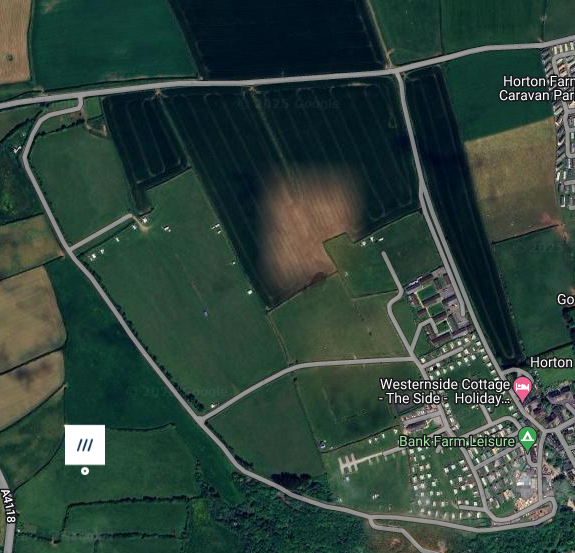 Horton Farm
Caravan Par
Go
Horton
Westernside Cottage
- The Side - Holiday...
Bank Farm Leisure
A4118